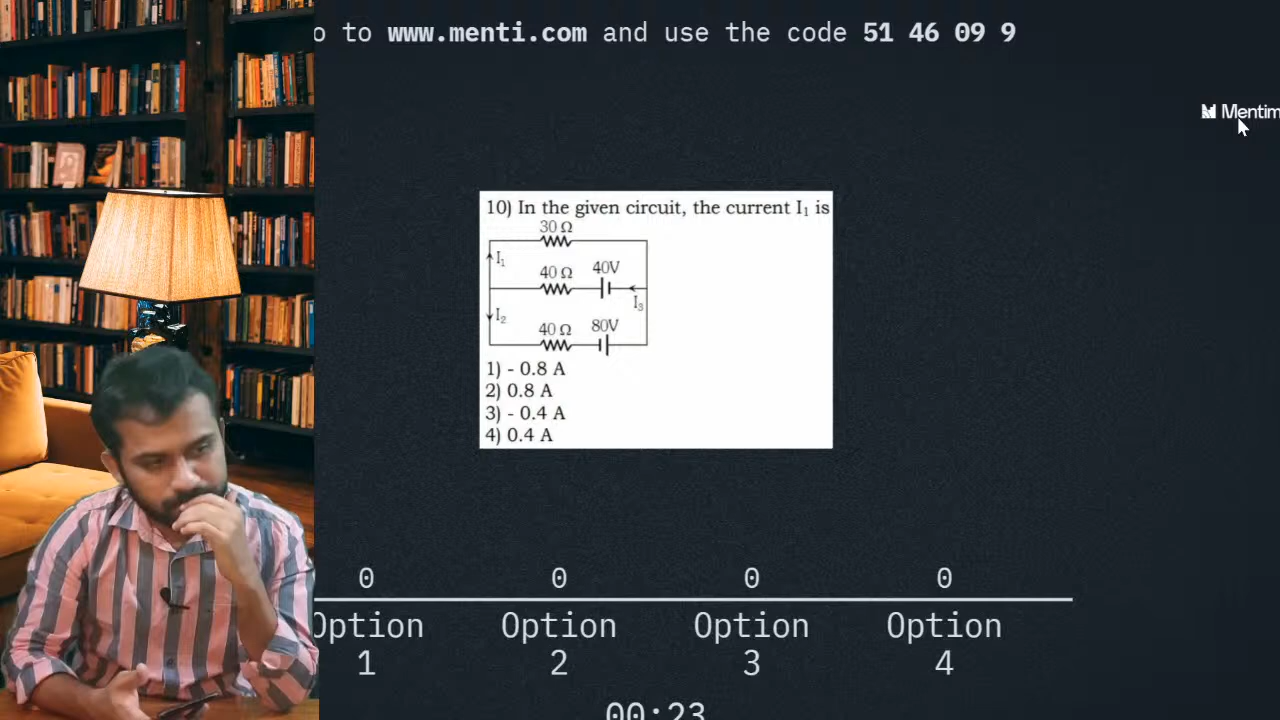 o to www.menti.com and use the code 51 46 09 9
Mentim
10) In the given circuit, the current I₁ is
30 Ω
I₁
40 Ω 40V
I₃
I₂
40 Ω 80V
1) - 0.8 A
2) 0.8 A
3) - 0.4 A
4) 0.4 A
0 0 0 0
Option 1
Option 2
Option 3
Option 4
00:23